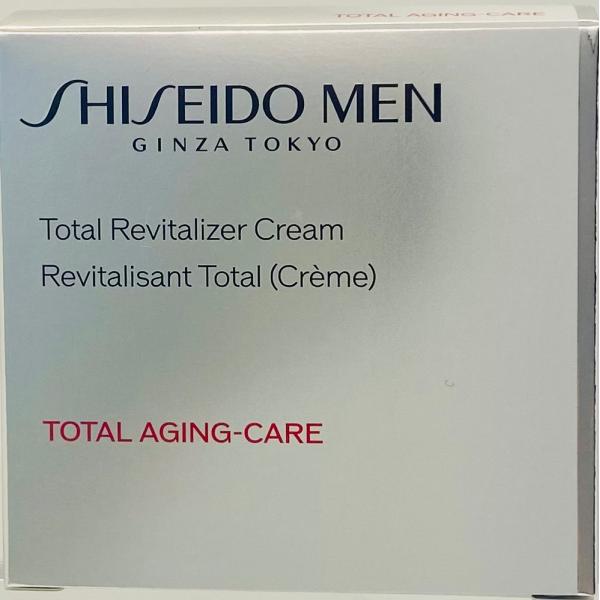 TOTAL AGING-CARE
SHISEIDO MEN
GINZA TOKYO
Total Revitalizer Cream
Revitalisant Total (Crème)
TOTAL AGING-CARE